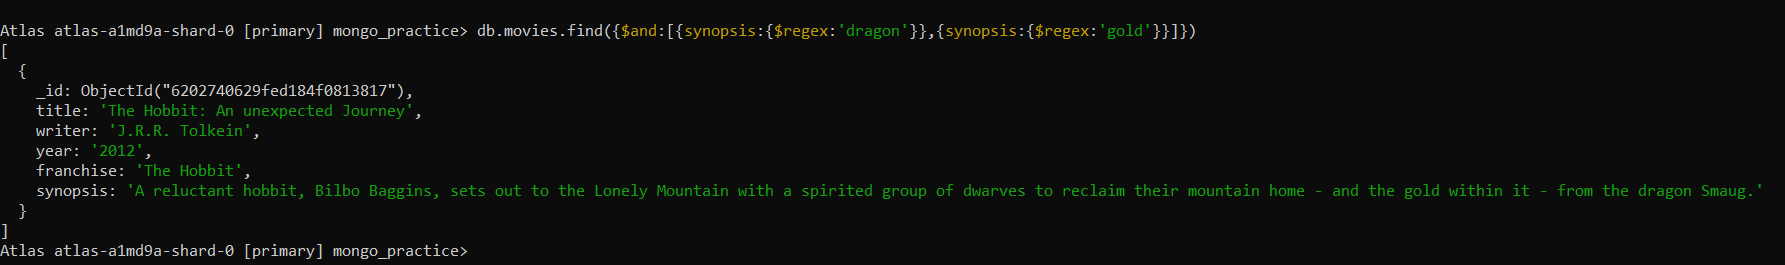 Atlas atlas-a1md9a-shard-0 [primary] mongo_practice> db.movies.find({$and:[{synopsis:{$regex:'dragon'}},{synopsis:{$regex:'gold'}}]})
[
  {
    _id: ObjectId("6202740629fed184f0813817"),
    title: 'The Hobbit: An unexpected Journey',
    writer: 'J.R.R. Tolkein',
    year: '2012',
    franchise: 'The Hobbit',
    synopsis: 'A reluctant hobbit, Bilbo Baggins, sets out to the Lonely Mountain with a spirited group of dwarves to reclaim their mountain home - and the gold within it - from the dragon Smaug.'
  }
]
Atlas atlas-a1md9a-shard-0 [primary] mongo_practice>